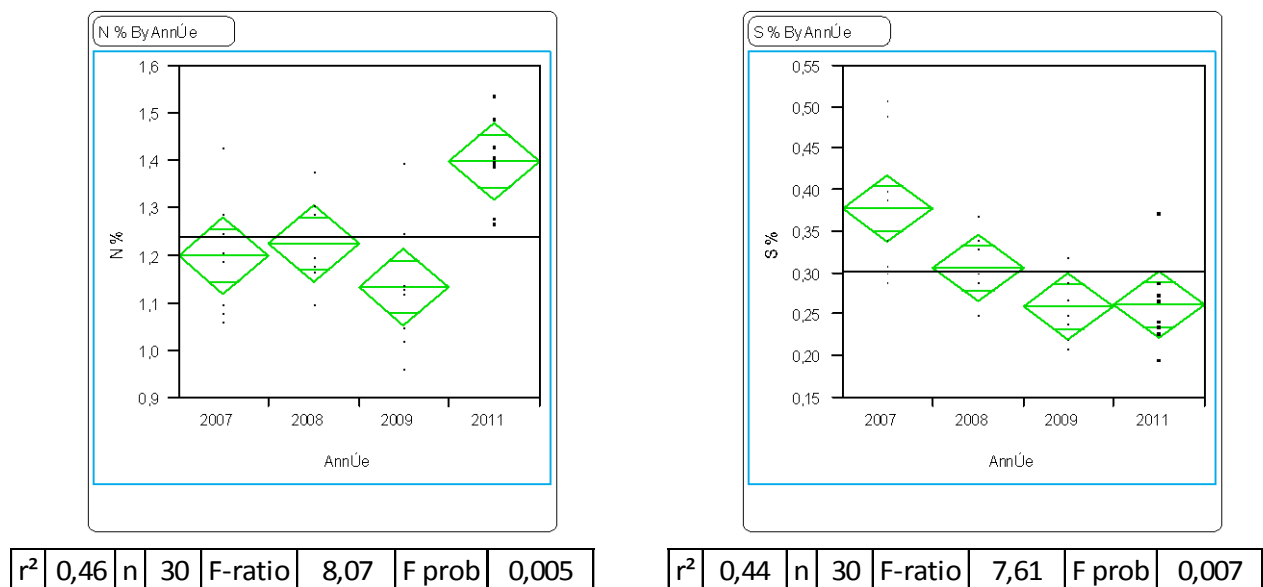 N % By AnnÚe
1,6
1,5
1,4
1,3
1,2
1,1
1,0
0,9
N %
2007 2008 2009 2011
AnnÚe
r² 0,46 n 30 F-ratio 8,07 F prob 0,005
S % By AnnÚe
0,55
0,50
0,45
0,40
0,35
0,30
0,25
0,20
0,15
S %
2007 2008 2009 2011
AnnÚe
r² 0,44 n 30 F-ratio 7,61 F prob 0,007